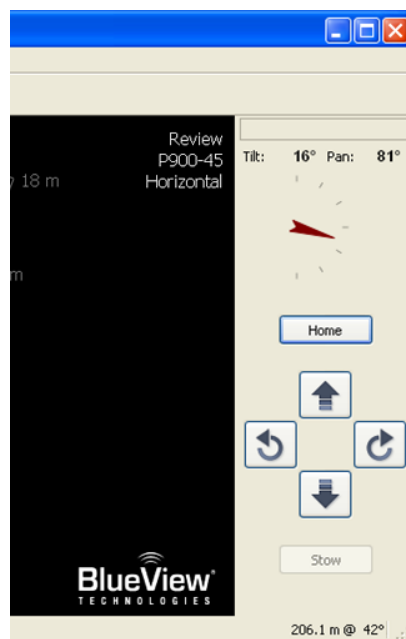 Review
P900-45
Horizontal
18 m
m
Tilt: 16° Pan: 81°
Home
Stow
BlueView
TECHNOLOGIES
206.1 m @ 42°